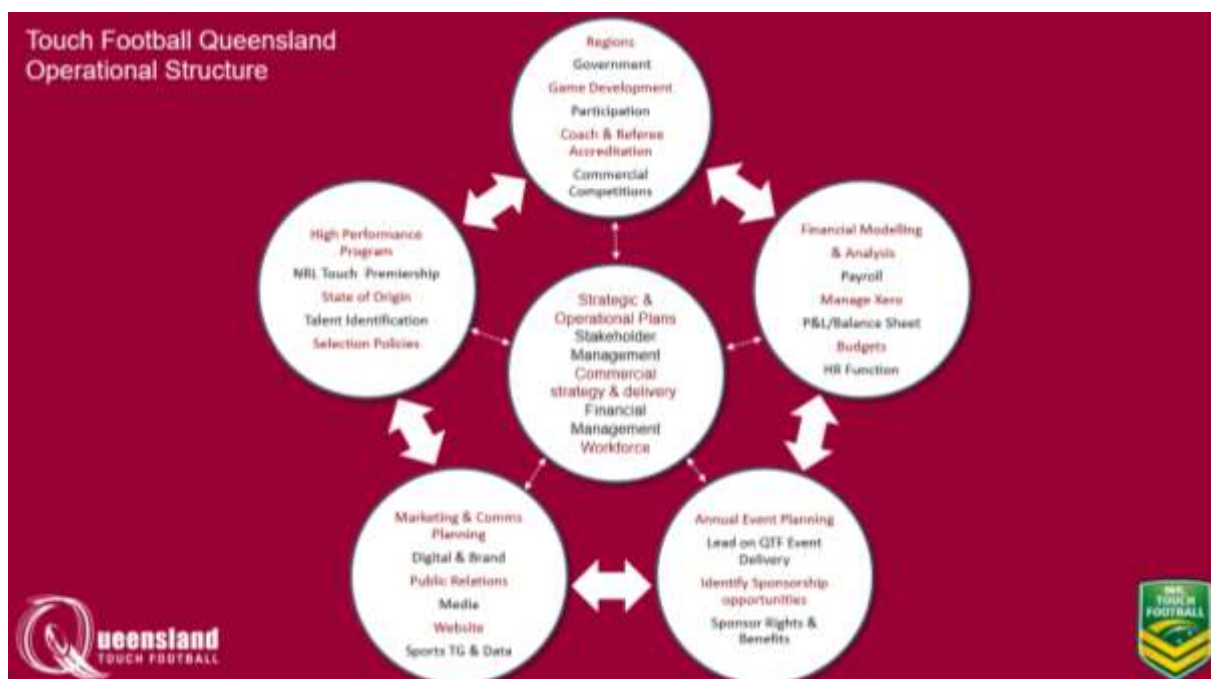 Touch Football Queensland
Operational Structure
Regions
Government
Game Development
Participation
Coach & Referee
Accreditation
Commercial
Competitions
High Performance
Program
NRL Touch Premiership
State of Origin
Talent Identification
Selection Policies
Financial Modelling
& Analysis
Payroll
Manage Xero
P&L/Balance Sheet
Budgets
HR Function
Strategic &
Operational Plans
Stakeholder
Management
Commercial
strategy & delivery
Financial
Management
Workforce
Marketing & Comms
Planning
Digital & Brand
Public Relations
Media
Website
Sports TG & Data
Annual Event Planning
Lead on QTF Event
Delivery
Identify Sponsorship
opportunities
Sponsor Rights &
Benefits
Queensland
TOUCH FOOTBALL
NRL
TOUCH
FOOTBALL